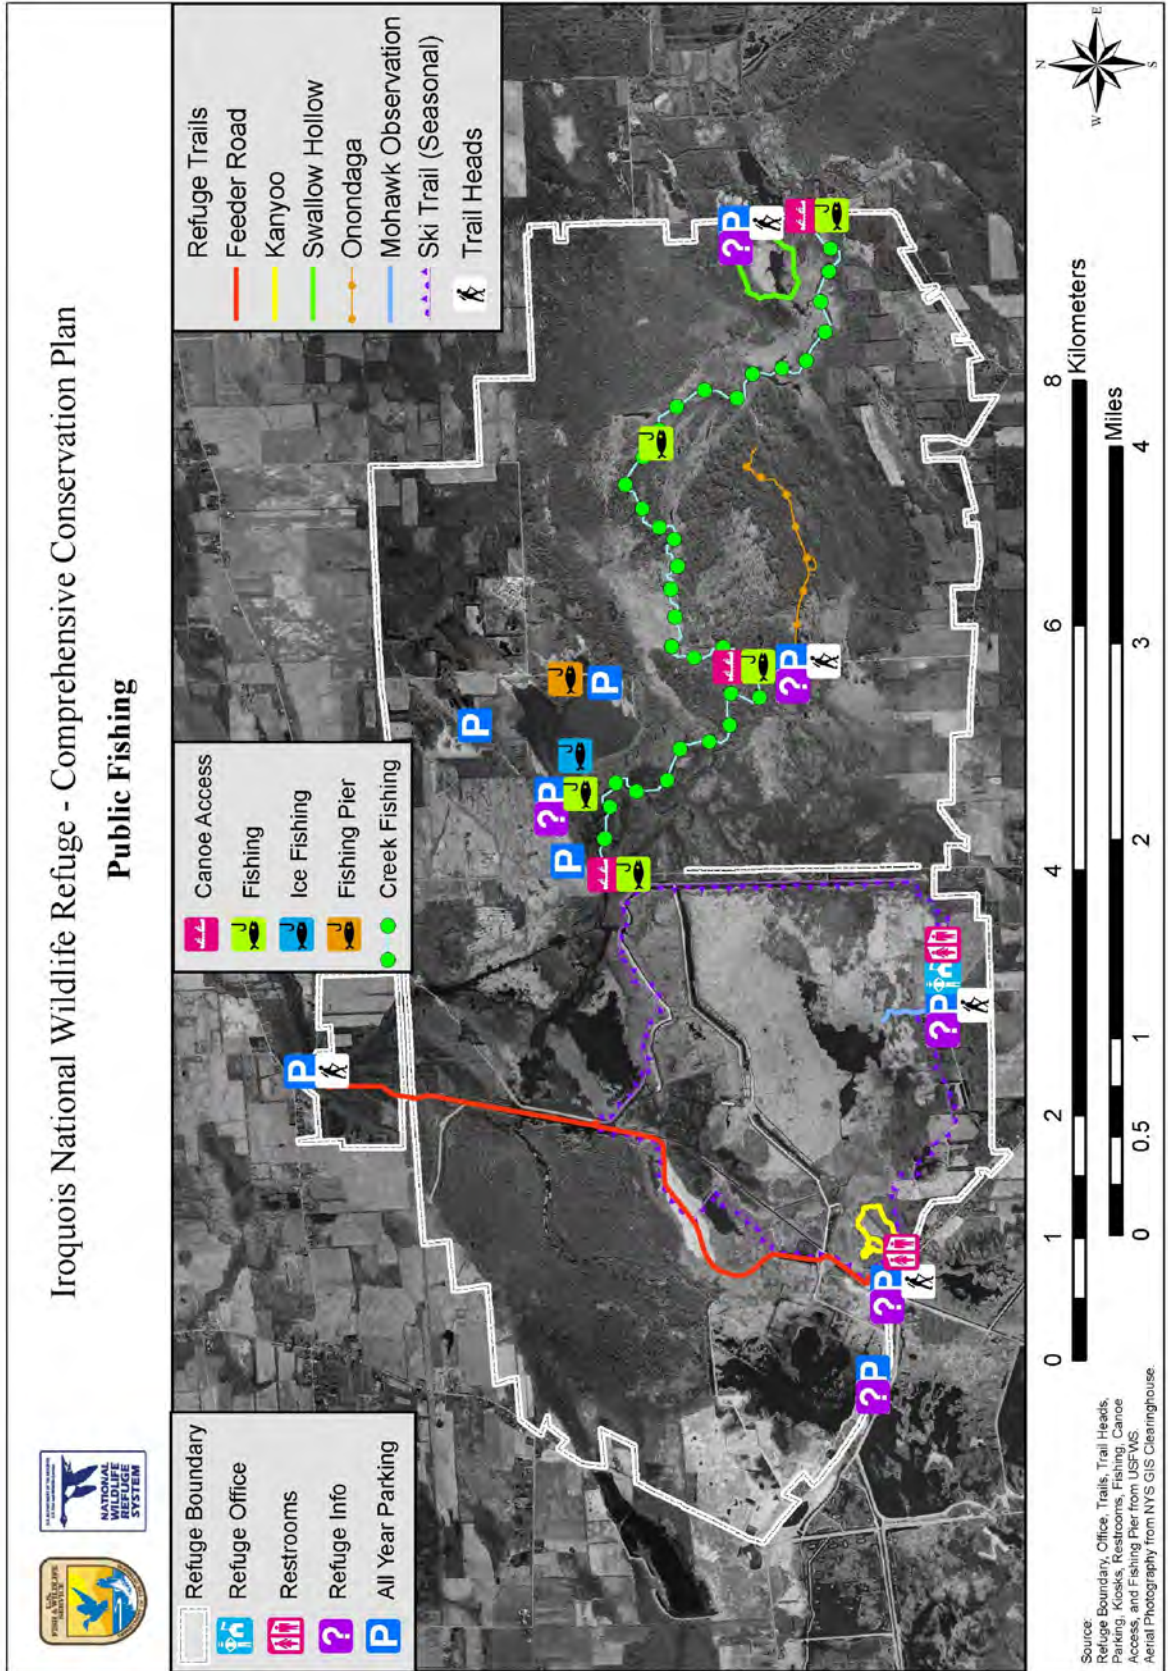 Iroquois National Wildlife Refuge - Comprehensive Conservation Plan
Public Fishing
U.S.
FISH & WILDLIFE
SERVICE
NATIONAL
WILDLIFE
REFUGE
SYSTEM
Refuge Boundary
Refuge Office
Restrooms
? Refuge Info
P All Year Parking
Canoe Access
Fishing
Ice Fishing
Fishing Pier
Creek Fishing
Refuge Trails
Feeder Road
Kanyoo
Swallow Hollow
Onondaga
Mohawk Observation
Ski Trail (Seasonal)
Trail Heads
P
P
P
? P
P
? P
? P
? P
? P
? P
P
0 1 2 4 6 8
Kilometers
0 0.5 1 2 3 4
Miles
N
W E
S
Source:
Refuge Boundary, Office, Trails, Trail Heads,
Parking, Kiosks, Restrooms, Fishing, Canoe
Access, and Fishing Pier from USFWS.
Aerial Photography from NYS GIS Clearinghouse.